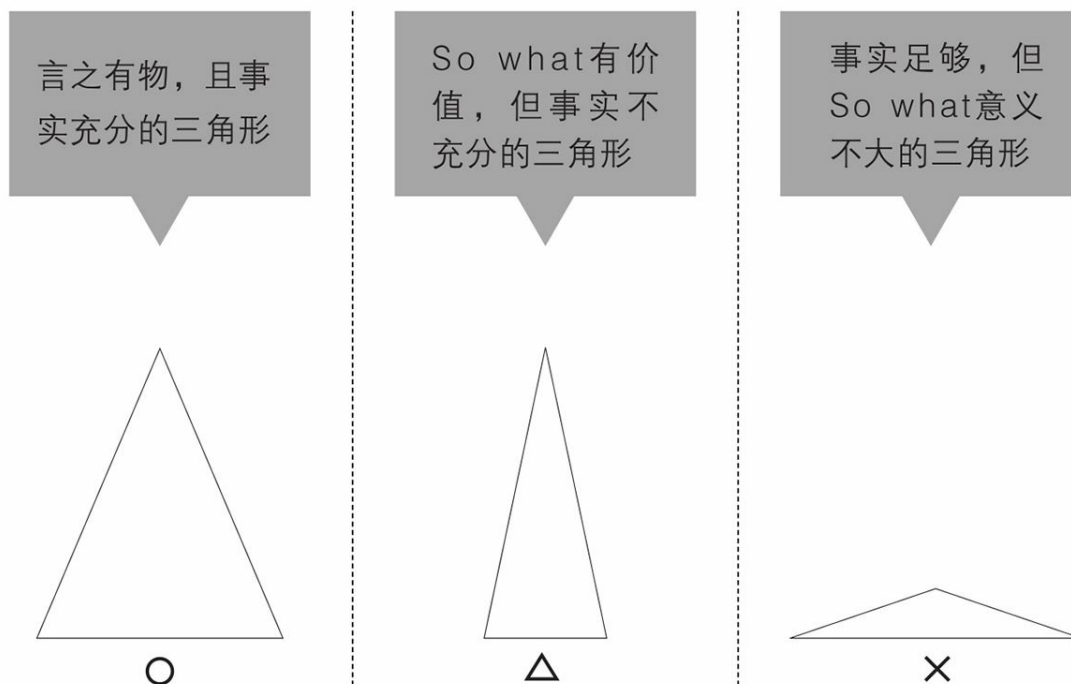 言之有物，且事
实充分的三角形
So what有价
值，但事实不
充分的三角形
事实足够，但
So what意义
不大的三角形